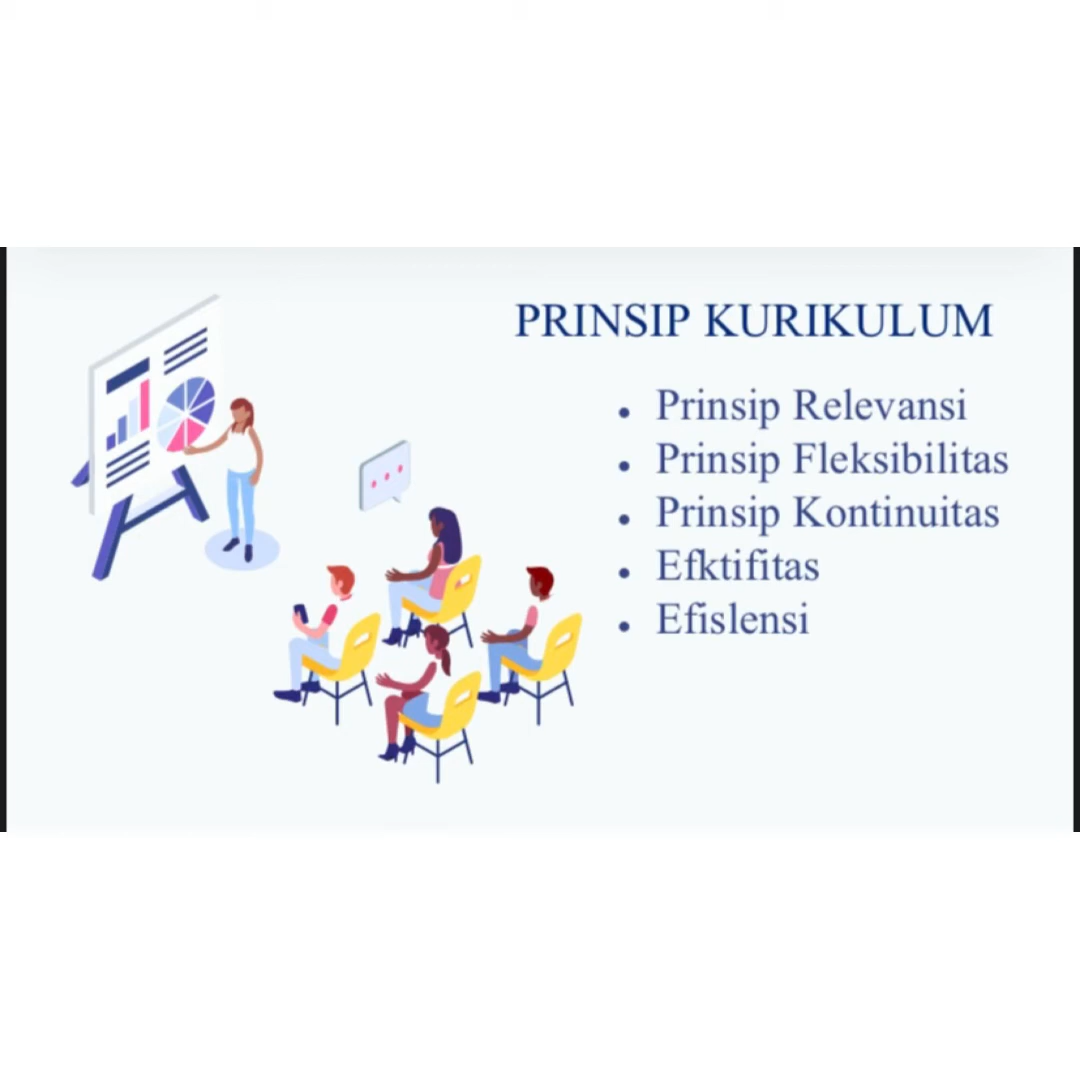 PRINSIP KURIKULUM
• Prinsip Relevansi
• Prinsip Fleksibilitas
• Prinsip Kontinuitas
• Efktifitas
• Efislensi